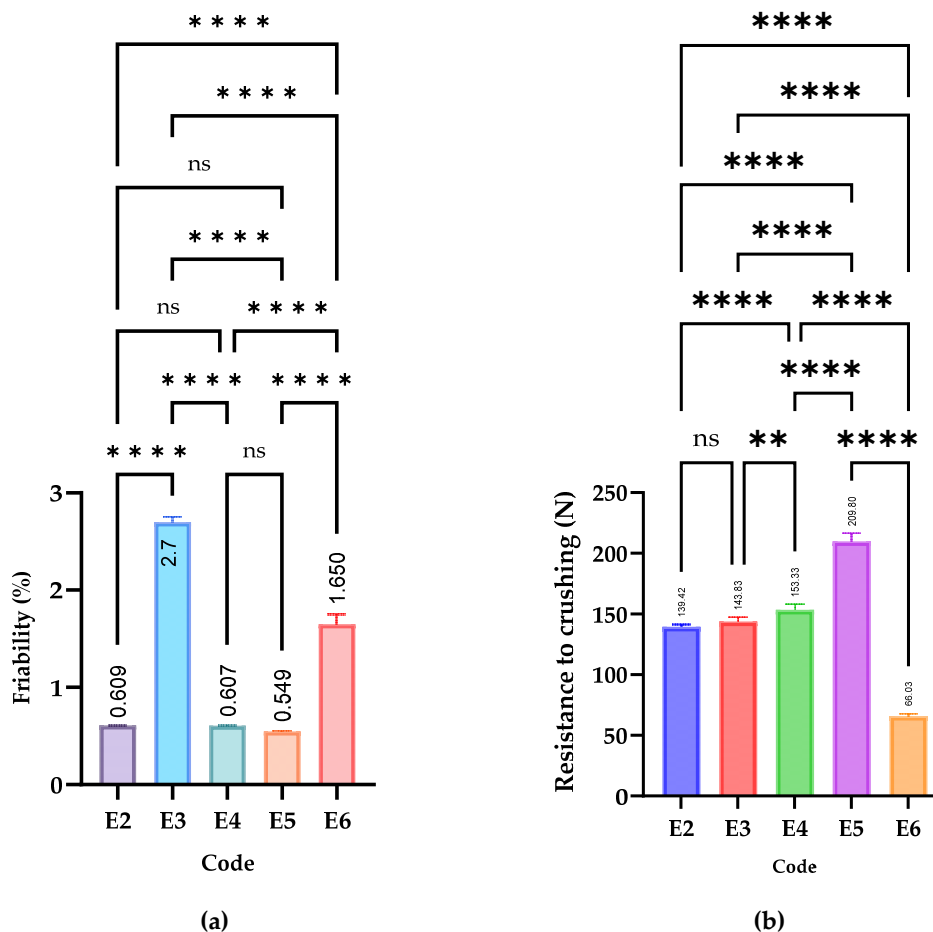 * * * *
* * * *
ns
* * * *
ns
* * * *
* * * *
* * * *
* * * *
ns
3
2
1
0
Friability (%)
0.609
2.7
0.607
0.549
1.650
E2 E3 E4 E5 E6
Code
(a)
****
****
****
****
****
****
****
ns
**
****
250
200
150
100
50
0
Resistance to crushing (N)
139.42
143.83
153.33
209.80
66.03
E2 E3 E4 E5 E6
Code
(b)